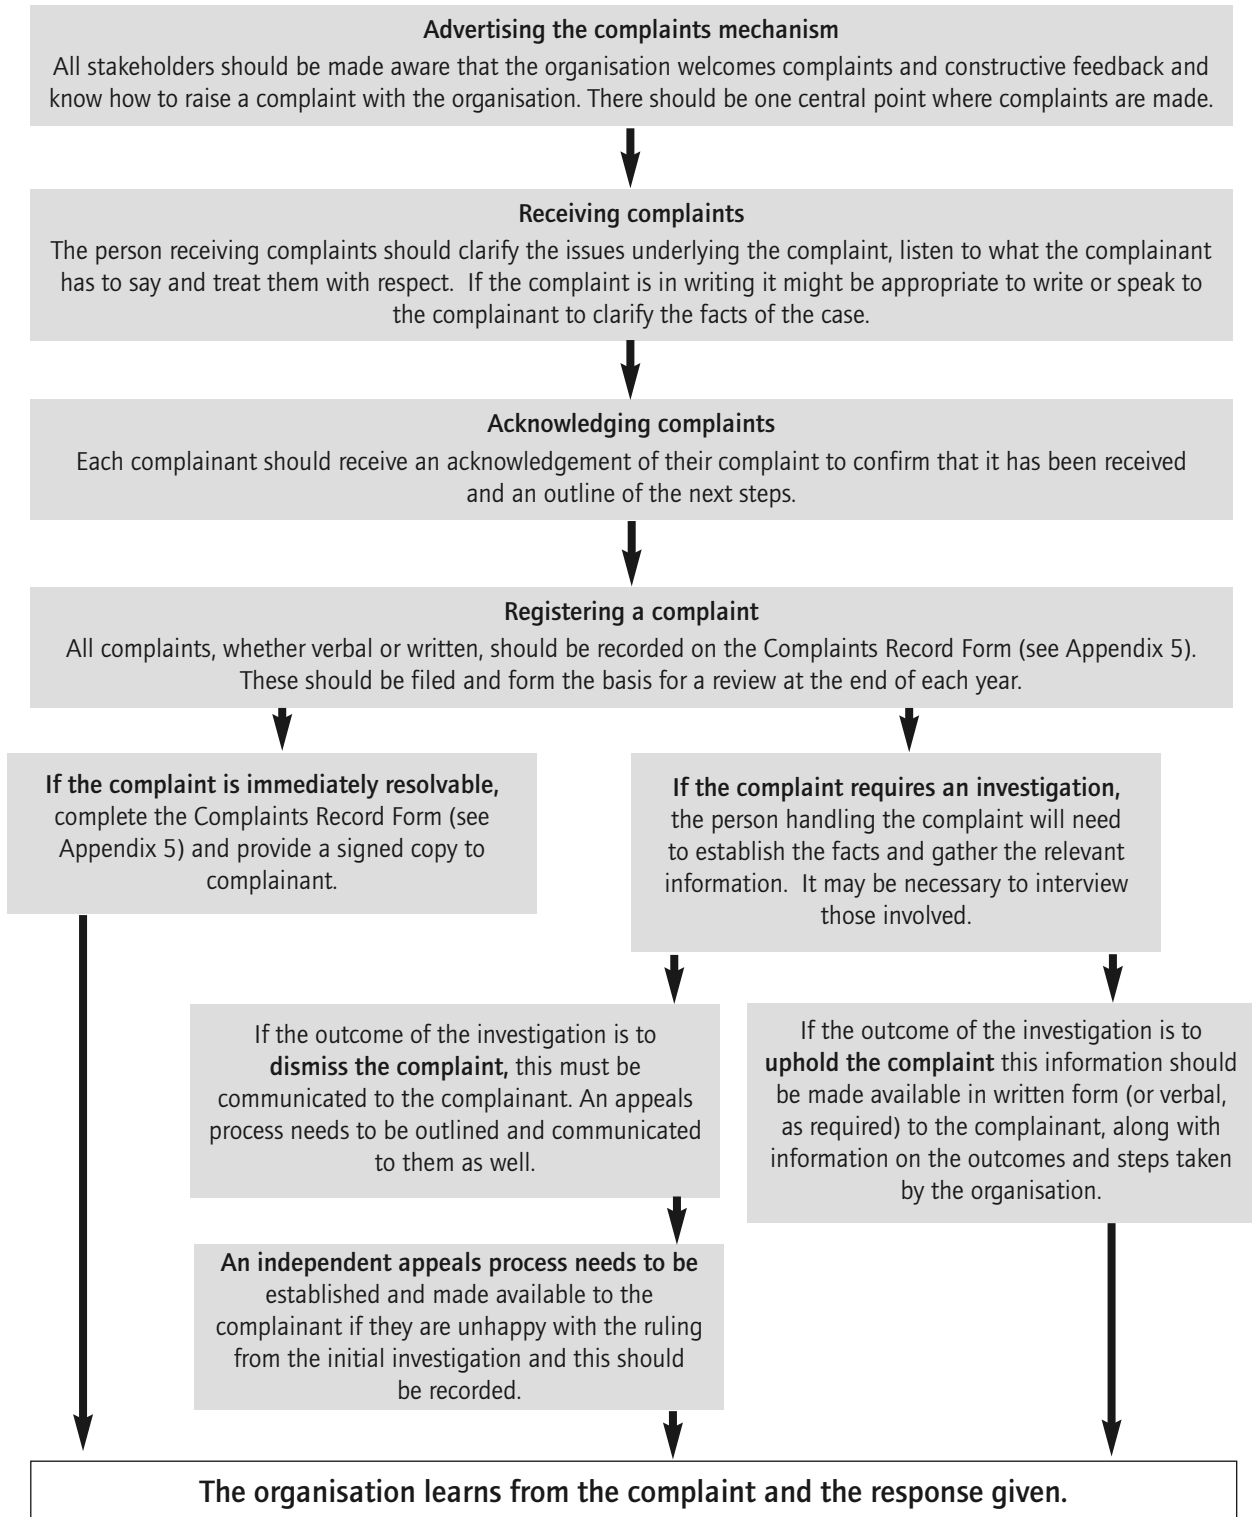 Advertising the complaints mechanism
All stakeholders should be made aware that the organisation welcomes complaints and constructive feedback and
know how to raise a complaint with the organisation. There should be one central point where complaints are made.
Receiving complaints
The person receiving complaints should clarify the issues underlying the complaint, listen to what the complainant
has to say and treat them with respect.  If the complaint is in writing it might be appropriate to write or speak to
the complainant to clarify the facts of the case.
Acknowledging complaints
Each complainant should receive an acknowledgement of their complaint to confirm that it has been received
and an outline of the next steps.
Registering a complaint
All complaints, whether verbal or written, should be recorded on the Complaints Record Form (see Appendix 5).
These should be filed and form the basis for a review at the end of each year.
If the complaint is immediately resolvable,
complete the Complaints Record Form (see
Appendix 5) and provide a signed copy to
complainant.
If the complaint requires an investigation,
the person handling the complaint will need
to establish the facts and gather the relevant
information.  It may be necessary to interview
those involved.
If the outcome of the investigation is to
dismiss the complaint, this must be
communicated to the complainant. An appeals
process needs to be outlined and communicated
to them as well.
If the outcome of the investigation is to
uphold the complaint this information should
be made available in written form (or verbal,
as required) to the complainant, along with
information on the outcomes and steps taken
by the organisation.
An independent appeals process needs to be
established and made available to the
complainant if they are unhappy with the ruling
from the initial investigation and this should
be recorded.
The organisation learns from the complaint and the response given.